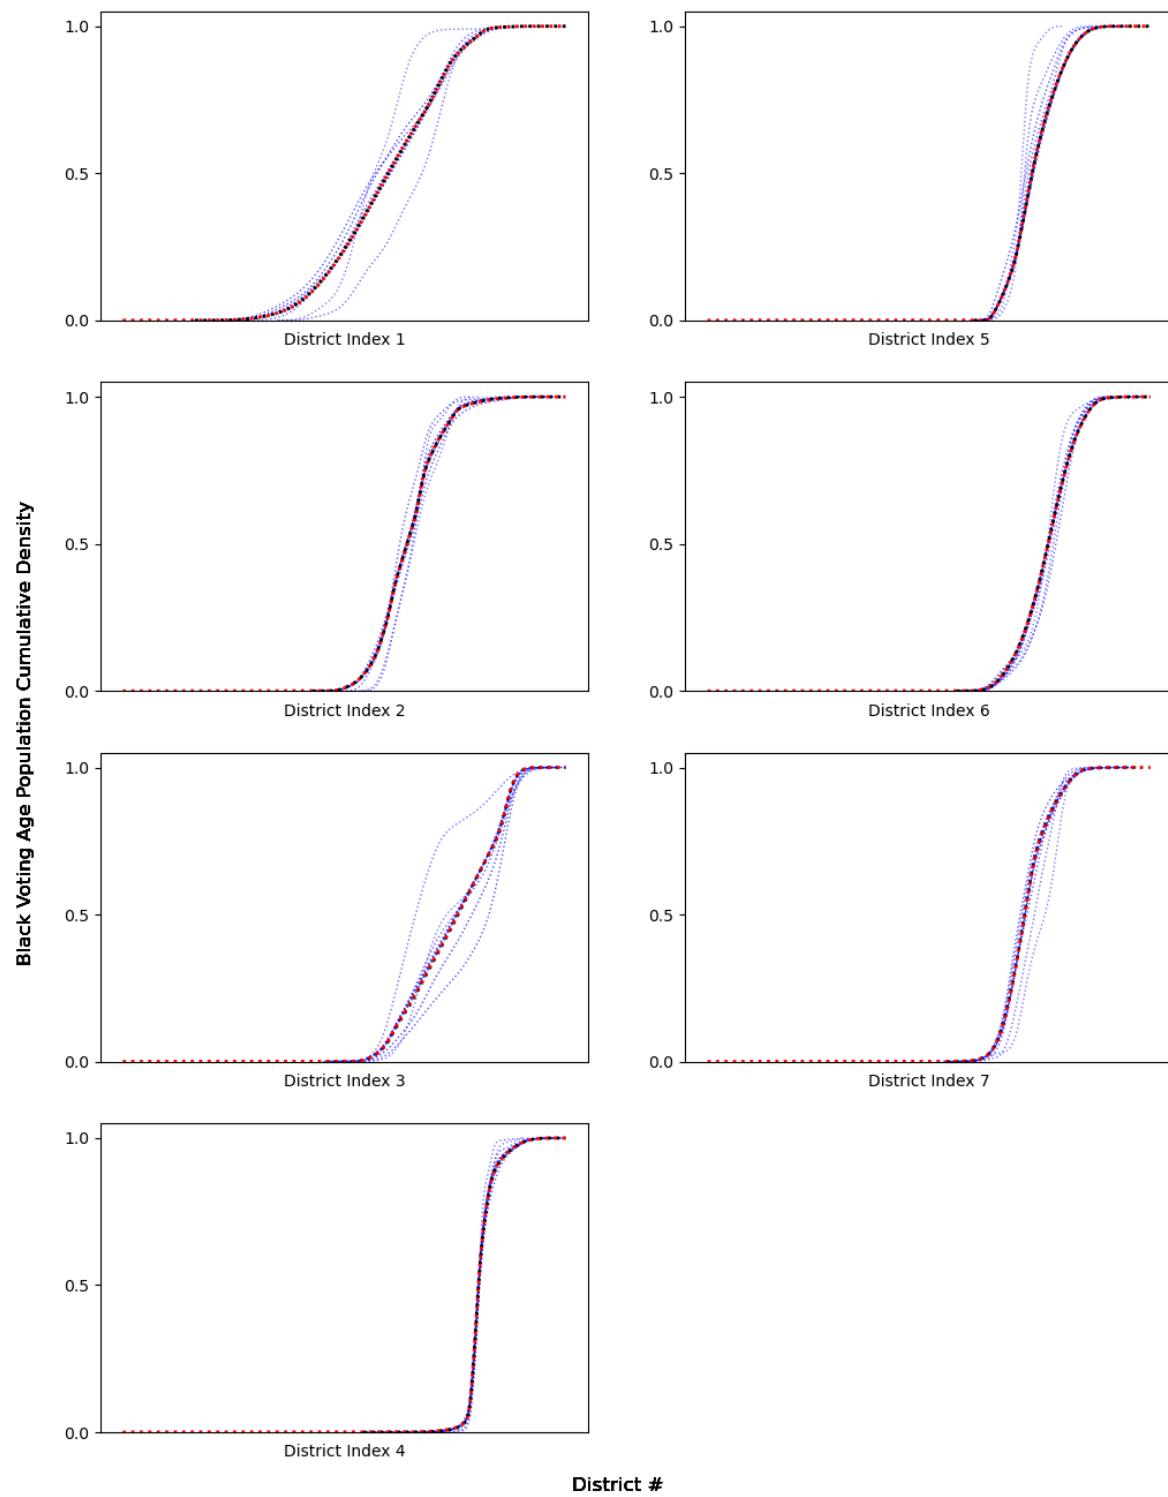 1.0
0.5
0.0
District Index 1
1.0
0.5
0.0
District Index 5
1.0
0.5
0.0
District Index 2
1.0
0.5
0.0
District Index 6
1.0
0.5
0.0
District Index 3
1.0
0.5
0.0
District Index 7
1.0
0.5
0.0
District Index 4
Black Voting Age Population Cumulative Density
District #